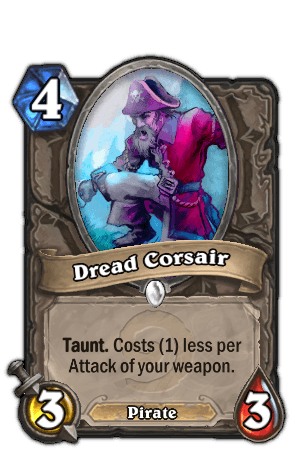 4
Dread Corsair
Taunt. Costs (1) less per
Attack of your weapon.
3
Pirate
3